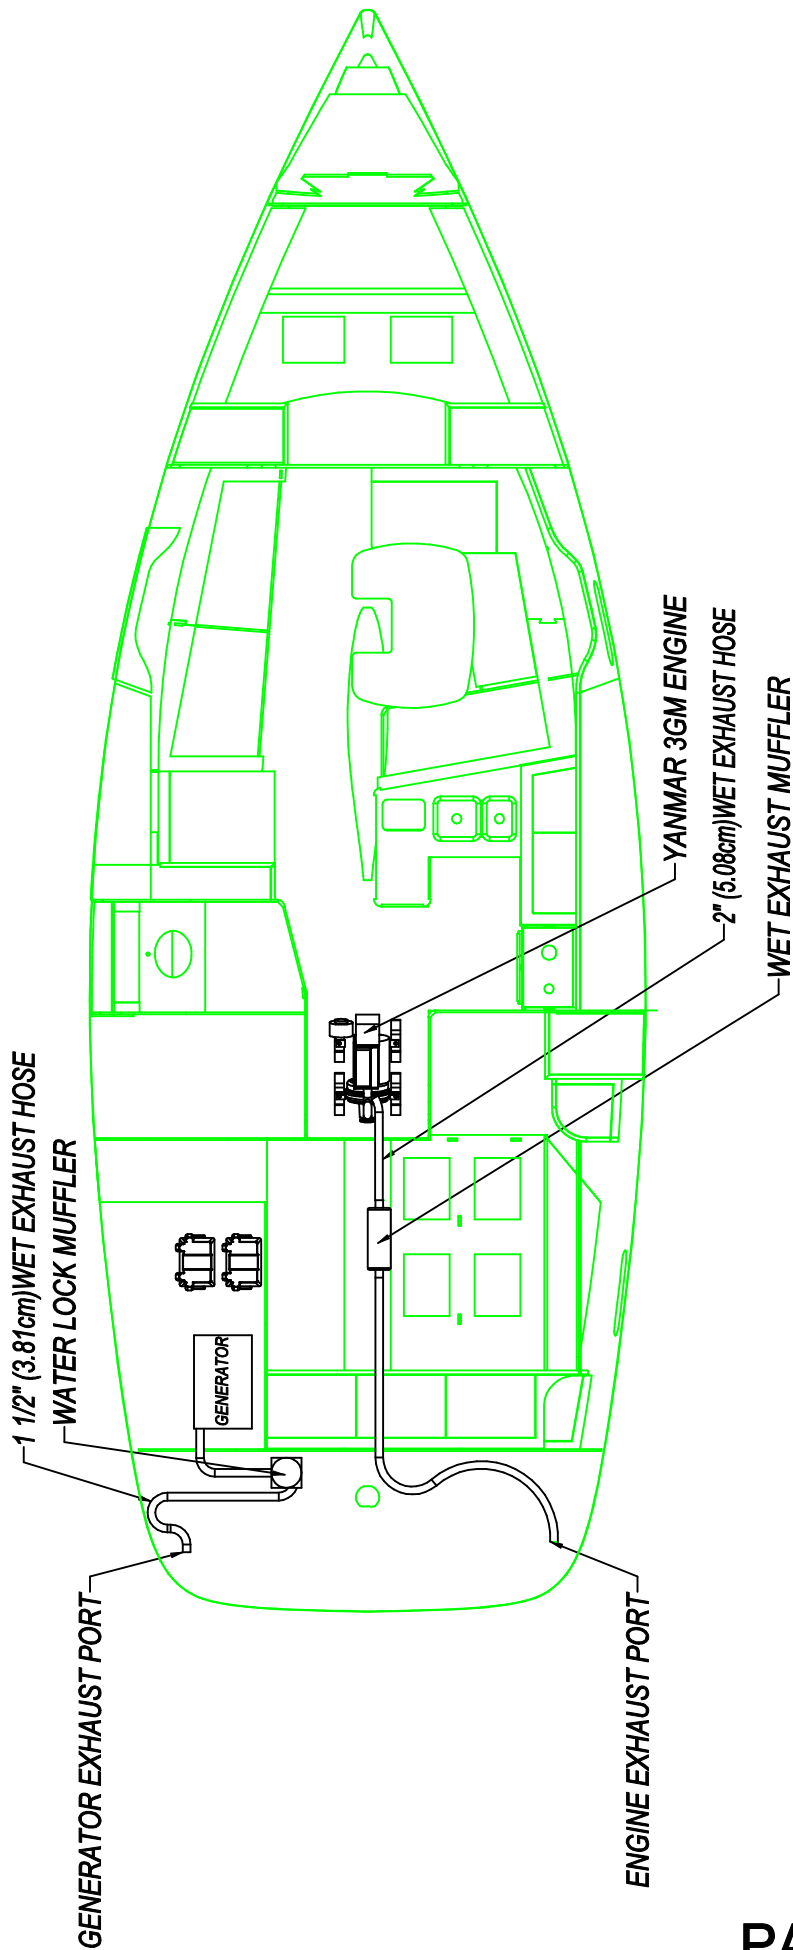 YANMAR 3GM ENGINE
2" (5.08cm)WET EXHAUST HOSE
WET EXHAUST MUFFLER
1 1/2" (3.81cm)WET EXHAUST HOSE
WATER LOCK MUFFLER
GENERATOR
GENERATOR EXHAUST PORT
ENGINE EXHAUST PORT